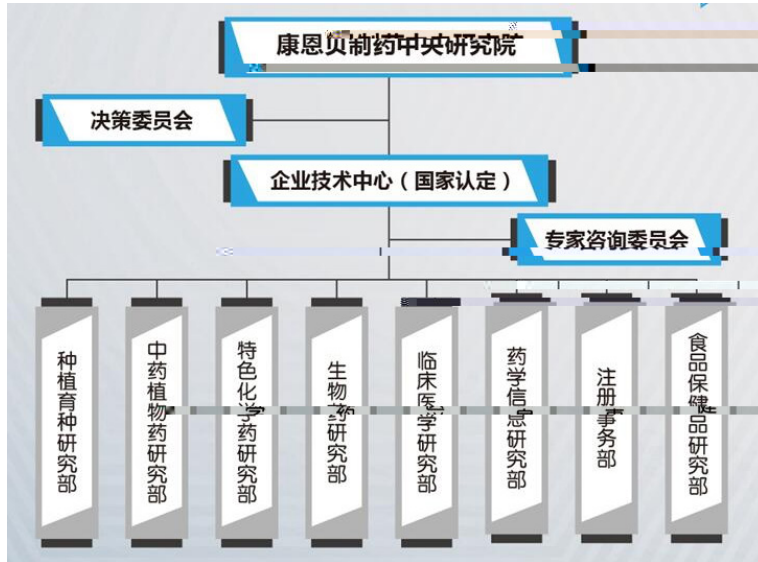 康恩贝制药中央研究院
决策委员会
企业技术中心（国家认定）
专家咨询委员会
种植育种研究部
中药植物药研究部
特色化学药研究部
生物药研究部
临床医学研究部
药学信息研究部
注册事务部
食品保健品研究部